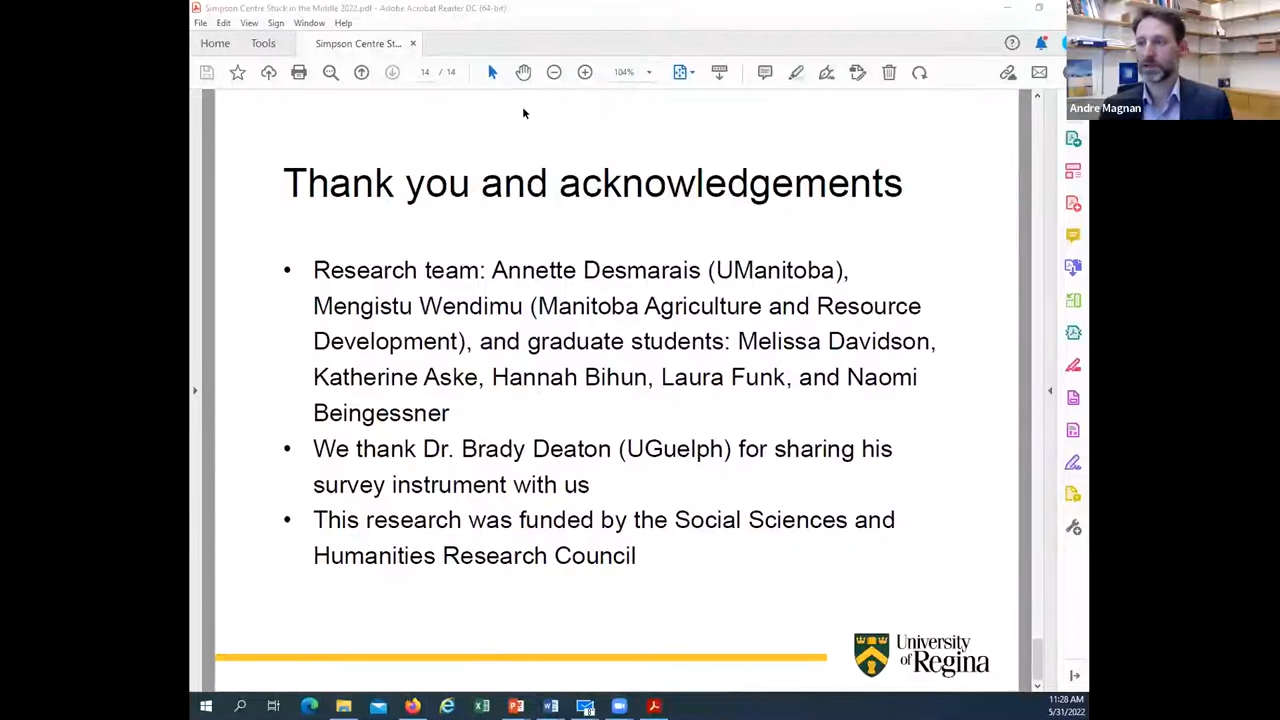 Simpson Centre Stuck in the Middle 2022.pdf - Adobe Acrobat Reader DC (64-bit)
File Edit View Sign Window Help
Home Tools Simpson Centre St... ×
14 / 14 104%
Andre Magnan
Thank you and acknowledgements
• Research team: Annette Desmarais (UManitoba),
Mengistu Wendimu (Manitoba Agriculture and Resource
Development), and graduate students: Melissa Davidson,
Katherine Aske, Hannah Bihun, Laura Funk, and Naomi
Beingessner
• We thank Dr. Brady Deaton (UGuelph) for sharing his
survey instrument with us
• This research was funded by the Social Sciences and
Humanities Research Council
University
of Regina
11:28 AM
5/31/2022